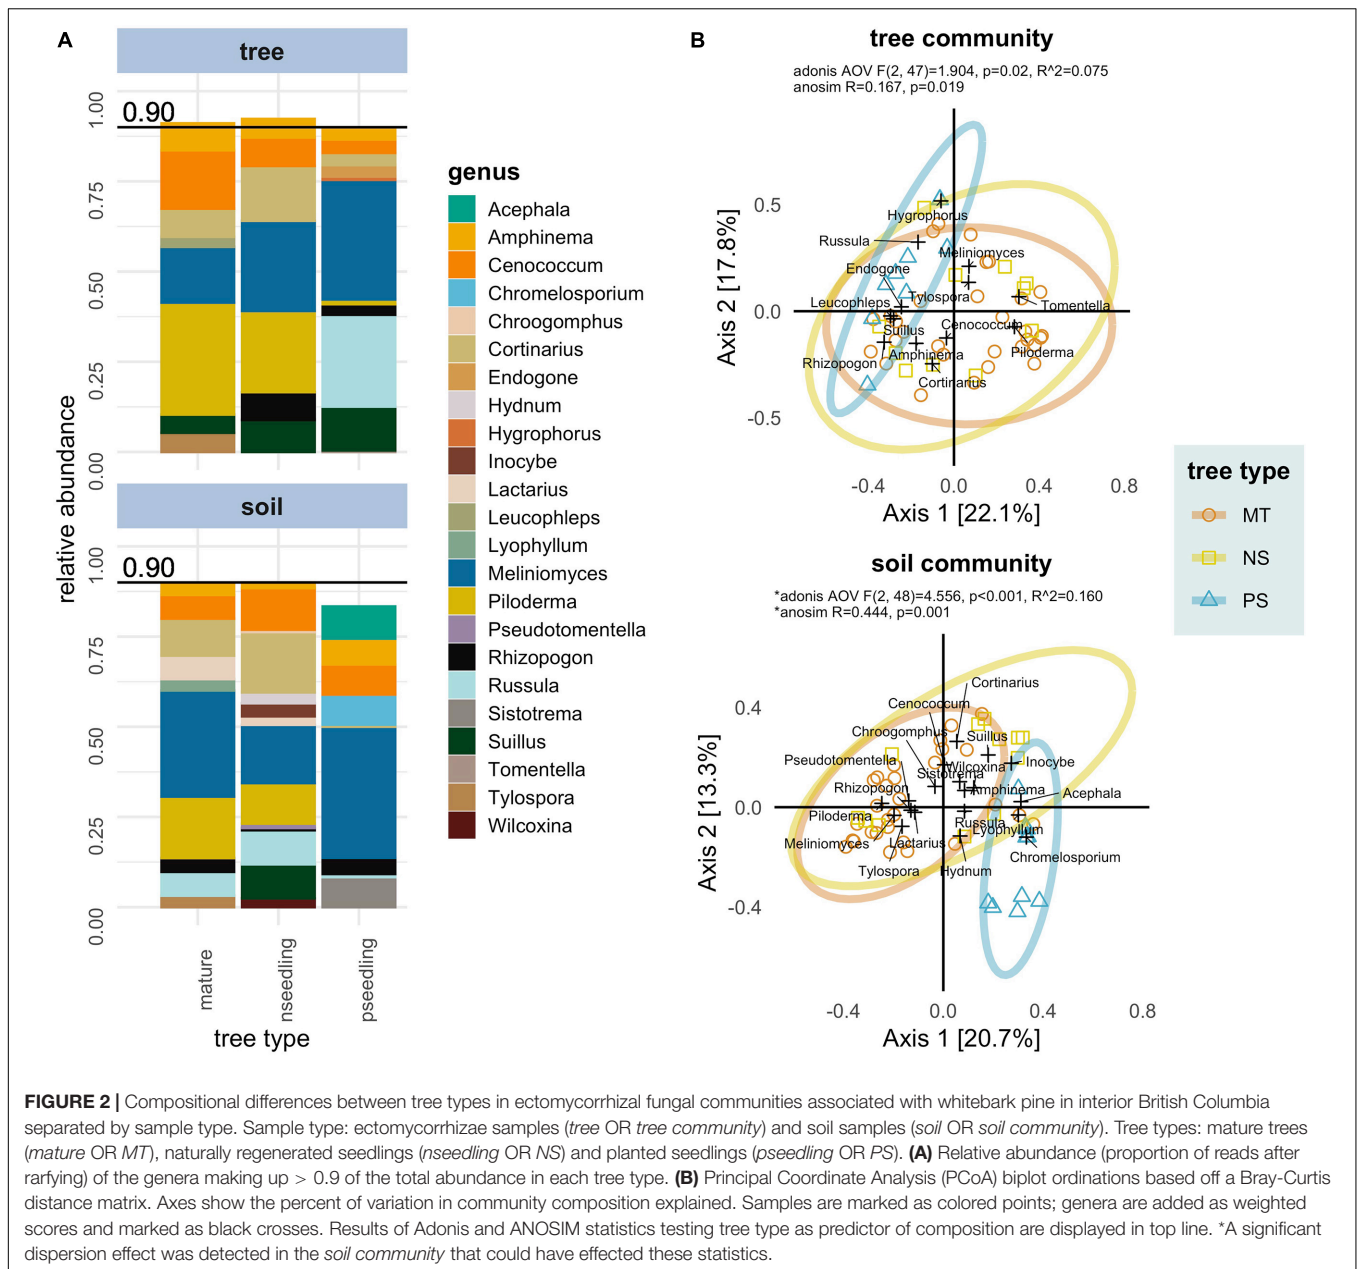 A
tree
0.90
1.00
0.75
0.50
0.25
0.00
soil
0.90
1.00
0.75
0.50
0.25
0.00
relative abundance
mature
nseedling
pseedling
tree type
genus
Acephala
Amphinema
Cenococcum
Chromelosporium
Chroogomphus
Cortinarius
Endogone
Hydnum
Hygrophorus
Inocybe
Lactarius
Leucophleps
Lyophyllum
Meliniomyces
Piloderma
Pseudotomentella
Rhizopogon
Russula
Sistotrema
Suillus
Tomentella
Tylospora
Wilcoxina
B
tree community
adonis AOV F(2, 47)=1.904, p=0.02, R^2=0.075
anosim R=0.167, p=0.019
Axis 2 [17.8%]
0.5
0.0
-0.5
Hygrophorus
Russula
Meliniomyces
Endogone
Leucophleps
Tylospora
Tomentella
Suillus
Cenococcum
Rhizopogon
Amphinema
Piloderma
Cortinarius
-0.4
0.0
0.4
0.8
Axis 1 [22.1%]
soil community
*adonis AOV F(2, 48)=4.556, p<0.001, R^2=0.160
*anosim R=0.444, p=0.001
Axis 2 [13.3%]
0.4
0.0
-0.4
Cortinarius
Cenococcum
Chroogomphus
Suillus
Pseudotomentella
Wilcoxina
Inocybe
Sistotrema
Rhizopogon
Amphinema
Acephala
Piloderma
Russula
Lyophyllum
Meliniomyces
Lactarius
Chromelosporium
Tylospora
Hydnum
-0.4
0.0
0.4
0.8
Axis 1 [20.7%]
tree type
MT
NS
PS
FIGURE 2 | Compositional differences between tree types in ectomycorrhizal fungal communities associated with whitebark pine in interior British Columbia
separated by sample type. Sample type: ectomycorrhizae samples (tree OR tree community) and soil samples (soil OR soil community). Tree types: mature trees
(mature OR MT), naturally regenerated seedlings (nseedling OR NS) and planted seedlings (pseedling OR PS). (A) Relative abundance (proportion of reads after
rarfying) of the genera making up > 0.9 of the total abundance in each tree type. (B) Principal Coordinate Analysis (PCoA) biplot ordinations based off a Bray-Curtis
distance matrix. Axes show the percent of variation in community composition explained. Samples are marked as colored points; genera are added as weighted
scores and marked as black crosses. Results of Adonis and ANOSIM statistics testing tree type as predictor of composition are displayed in top line. *A significant
dispersion effect was detected in the soil community that could have effected these statistics.